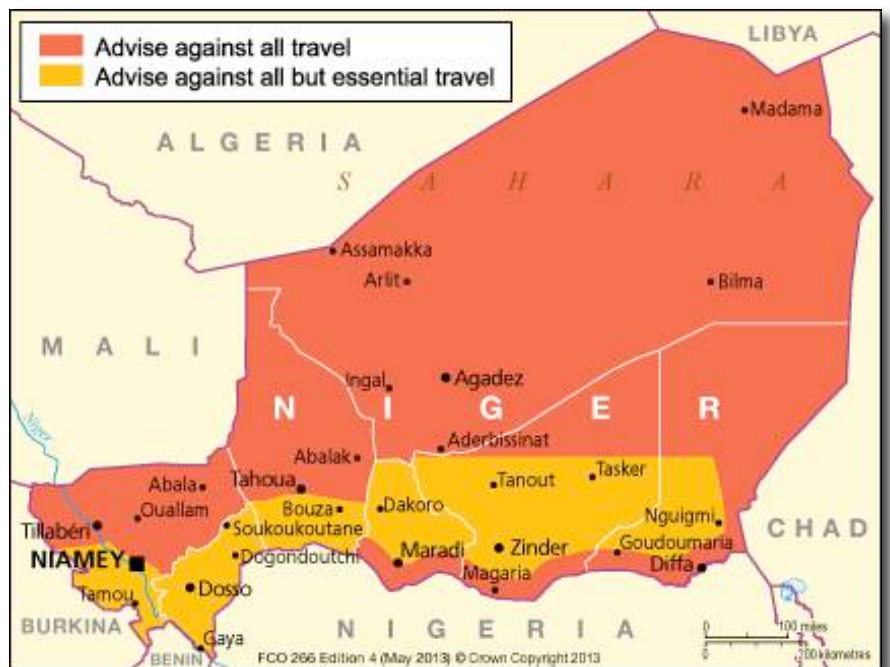 Advise against all travel
Advise against all but essential travel
LIBYA
Madama
ALGERIA
SAHARA
Assamakka
Arlit
Bilma
MALI
Ingal
Agadez
NIGER
Niger
Aderbissinat
Abalak
Abala
Tahoua
Tanout
Tasker
Ouallam
Bouza
Dakoro
Tillabéri
Soukoukoutane
Nguigmi
CHAD
NIAMEY
Dogondoutchi
Maradi
Zinder
Goudoumaria
Diffa
Tamou
Dosso
Magaria
BURKINA
NIGERIA
Gaya
BENIN
0 100 miles
0 200 kilometres
FCO 266 Edition 4 (May 2013) © Crown Copyright 2013